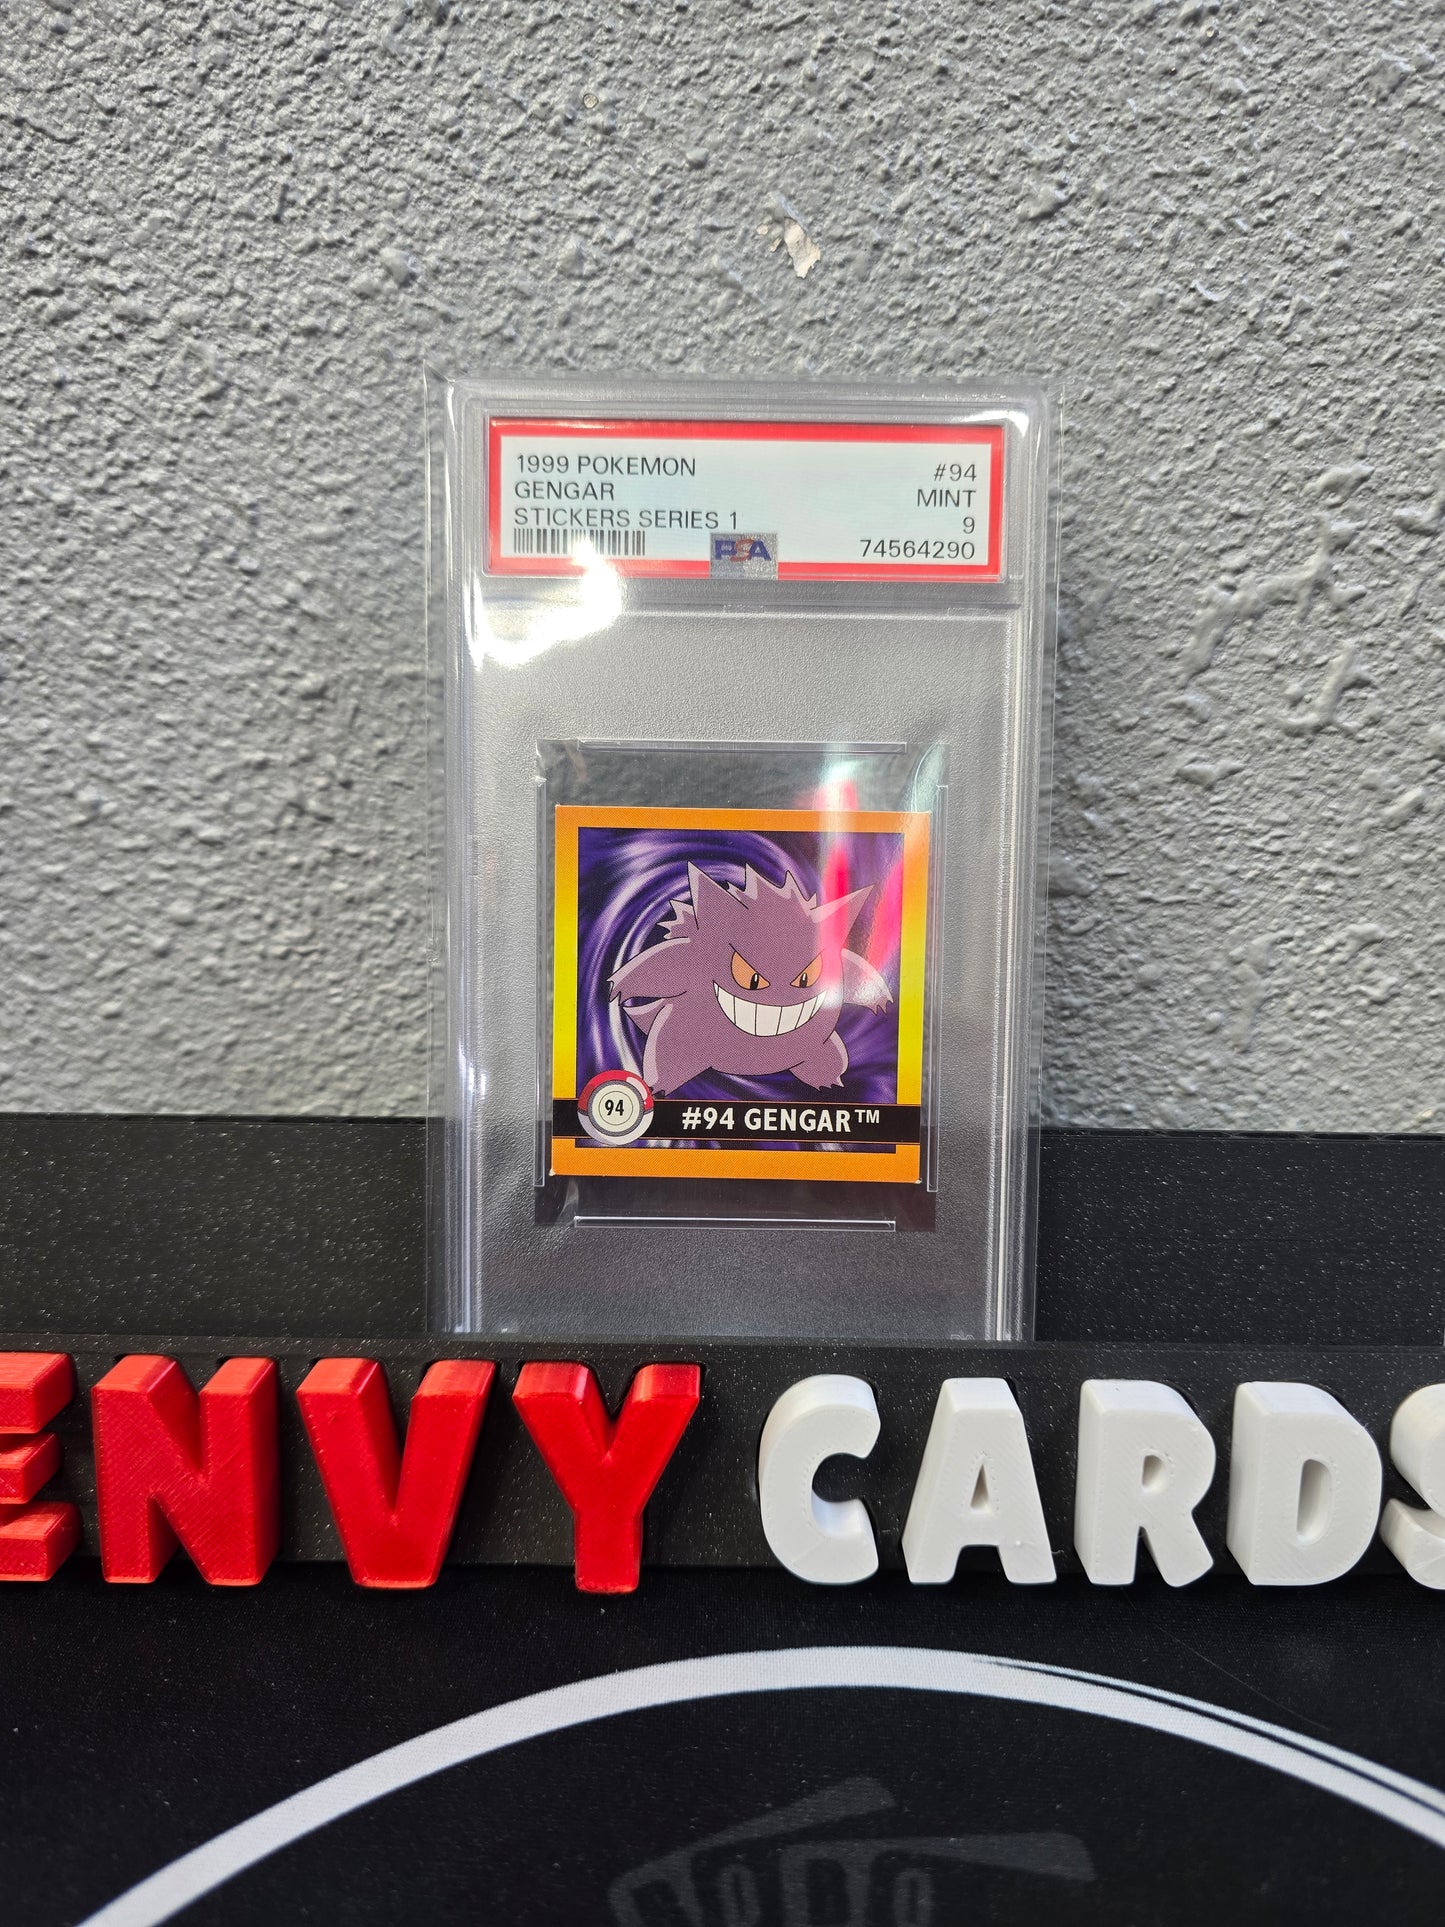 1999 POKEMON #94
GENGAR MINT
STICKERS SERIES 1 9
PSA 74564290
94 #94 GENGAR™
ENVY CARDS